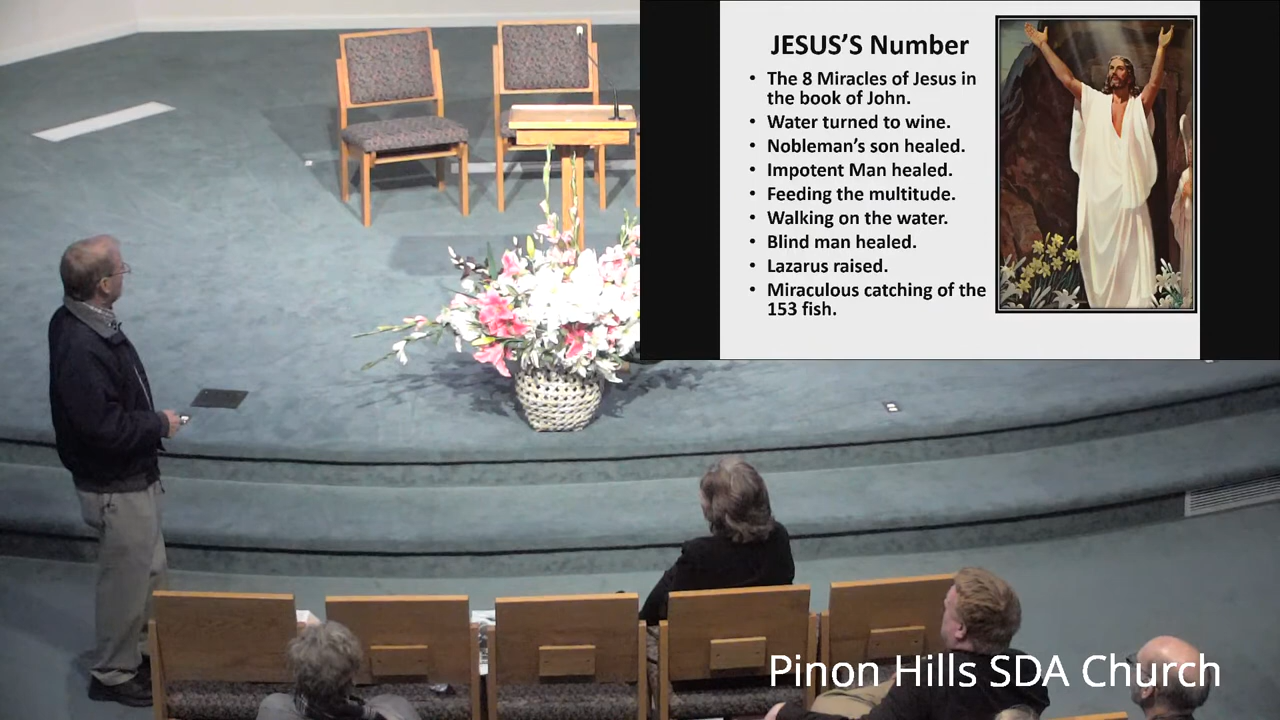 JESUS'S Number
• The 8 Miracles of Jesus in
the book of John.
• Water turned to wine.
• Nobleman's son healed.
• Impotent Man healed.
• Feeding the multitude.
• Walking on the water.
• Blind man healed.
• Lazarus raised.
• Miraculous catching of the
153 fish.
Pinon Hills SDA Church